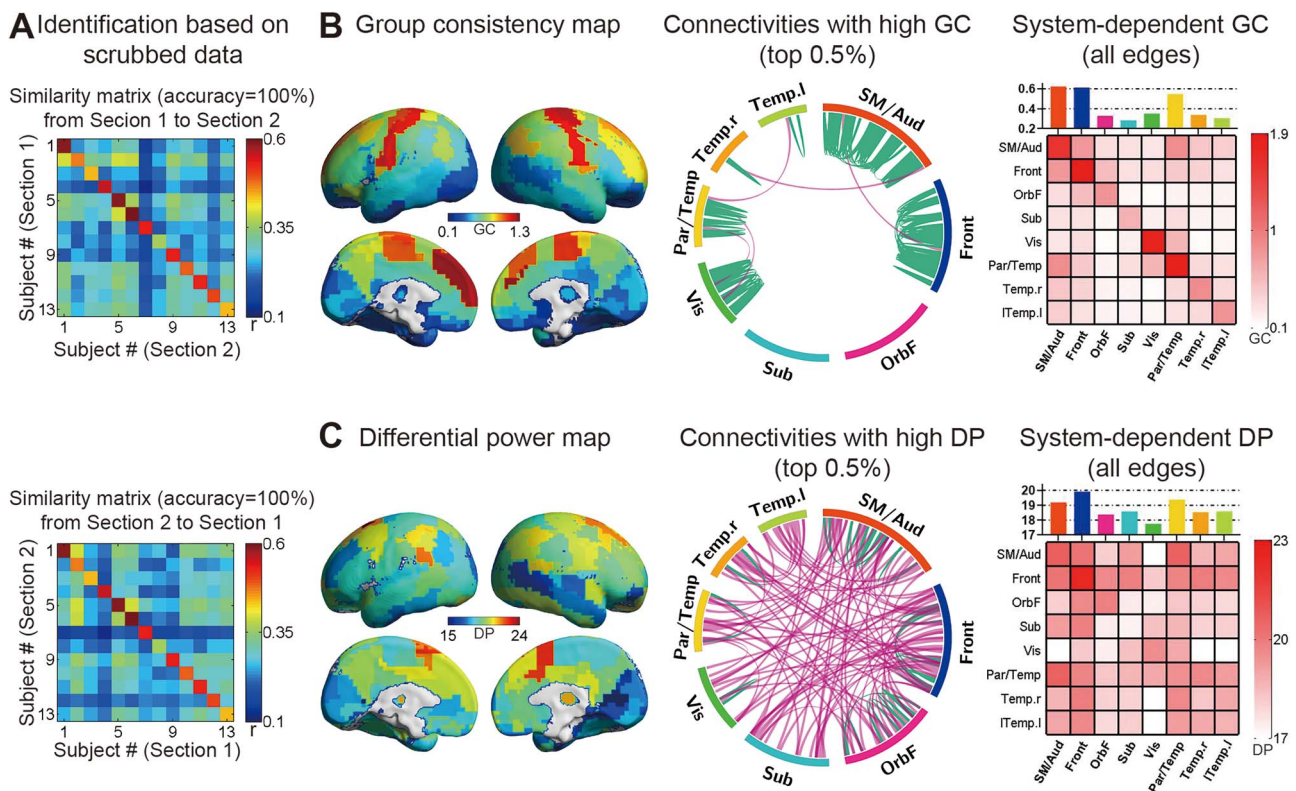 A Identification based on
scrubbed data
Similarity matrix (accuracy=100%)
from Secion 1 to Section 2
Subject # (Section 1)
1
5
9
13
1 5 9 13
Subject # (Section 2)
0.6
0.35
0.1
r
B Group consistency map
0.1 GC 1.3
Connectivities with high GC
(top 0.5%)
Temp.l
SM/Aud
Temp.r
Par/Temp
Front
Vis
Sub
OrbF
System-dependent GC
(all edges)
0.6
0.4
0.2
SM/Aud
Front
OrbF
Sub
Vis
Par/Temp
Temp.r
lTemp.l
SM/Aud
Front
OrbF
Sub
Vis
Par/Temp
Temp.r
lTemp.l
1.9
1
0.1
GC
Similarity matrix (accuracy=100%)
from Section 2 to Section 1
Subject # (Section 2)
1
5
9
13
1 5 9 13
Subject # (Section 1)
0.6
0.35
0.1
r
C Differential power map
15 DP 24
Connectivities with high DP
(top 0.5%)
Temp.l
SM/Aud
Temp.r
Par/Temp
Front
Vis
Sub
OrbF
System-dependent DP
(all edges)
20
19
18
17
SM/Aud
Front
OrbF
Sub
Vis
Par/Temp
Temp.r
lTemp.l
SM/Aud
Front
OrbF
Sub
Vis
Par/Temp
Temp.r
lTemp.l
23
20
17
DP